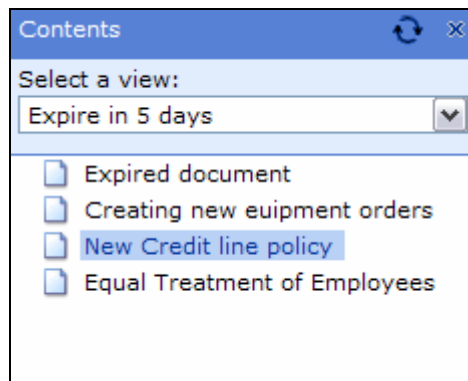 Contents
Select a view:
Expire in 5 days
Expired document
Creating new euipment orders
New Credit line policy
Equal Treatment of Employees